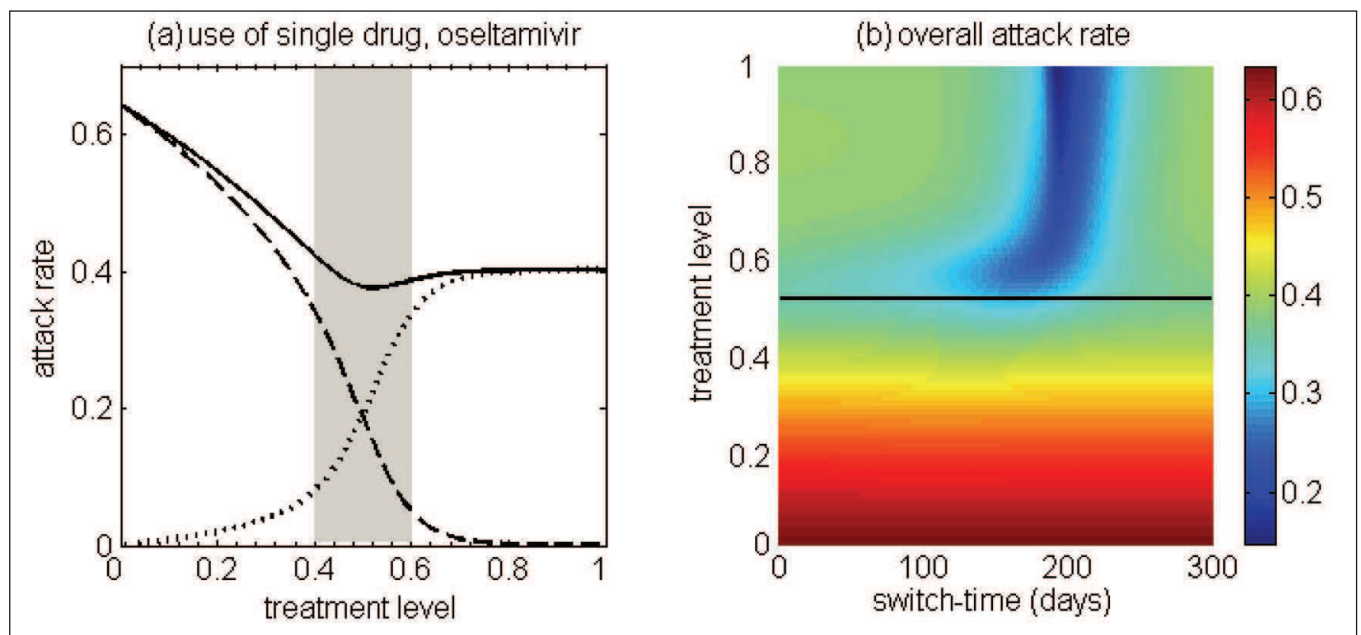 (a) use of single drug, oseltamivir
0.6
0.4
0.2
0
attack rate
0 0.2 0.4 0.6 0.8 1
treatment level
(b) overall attack rate
1
0.8
0.6
0.4
0.2
0
treatment level
0 100 200 300
switch-time (days)
0.6
0.5
0.4
0.3
0.2